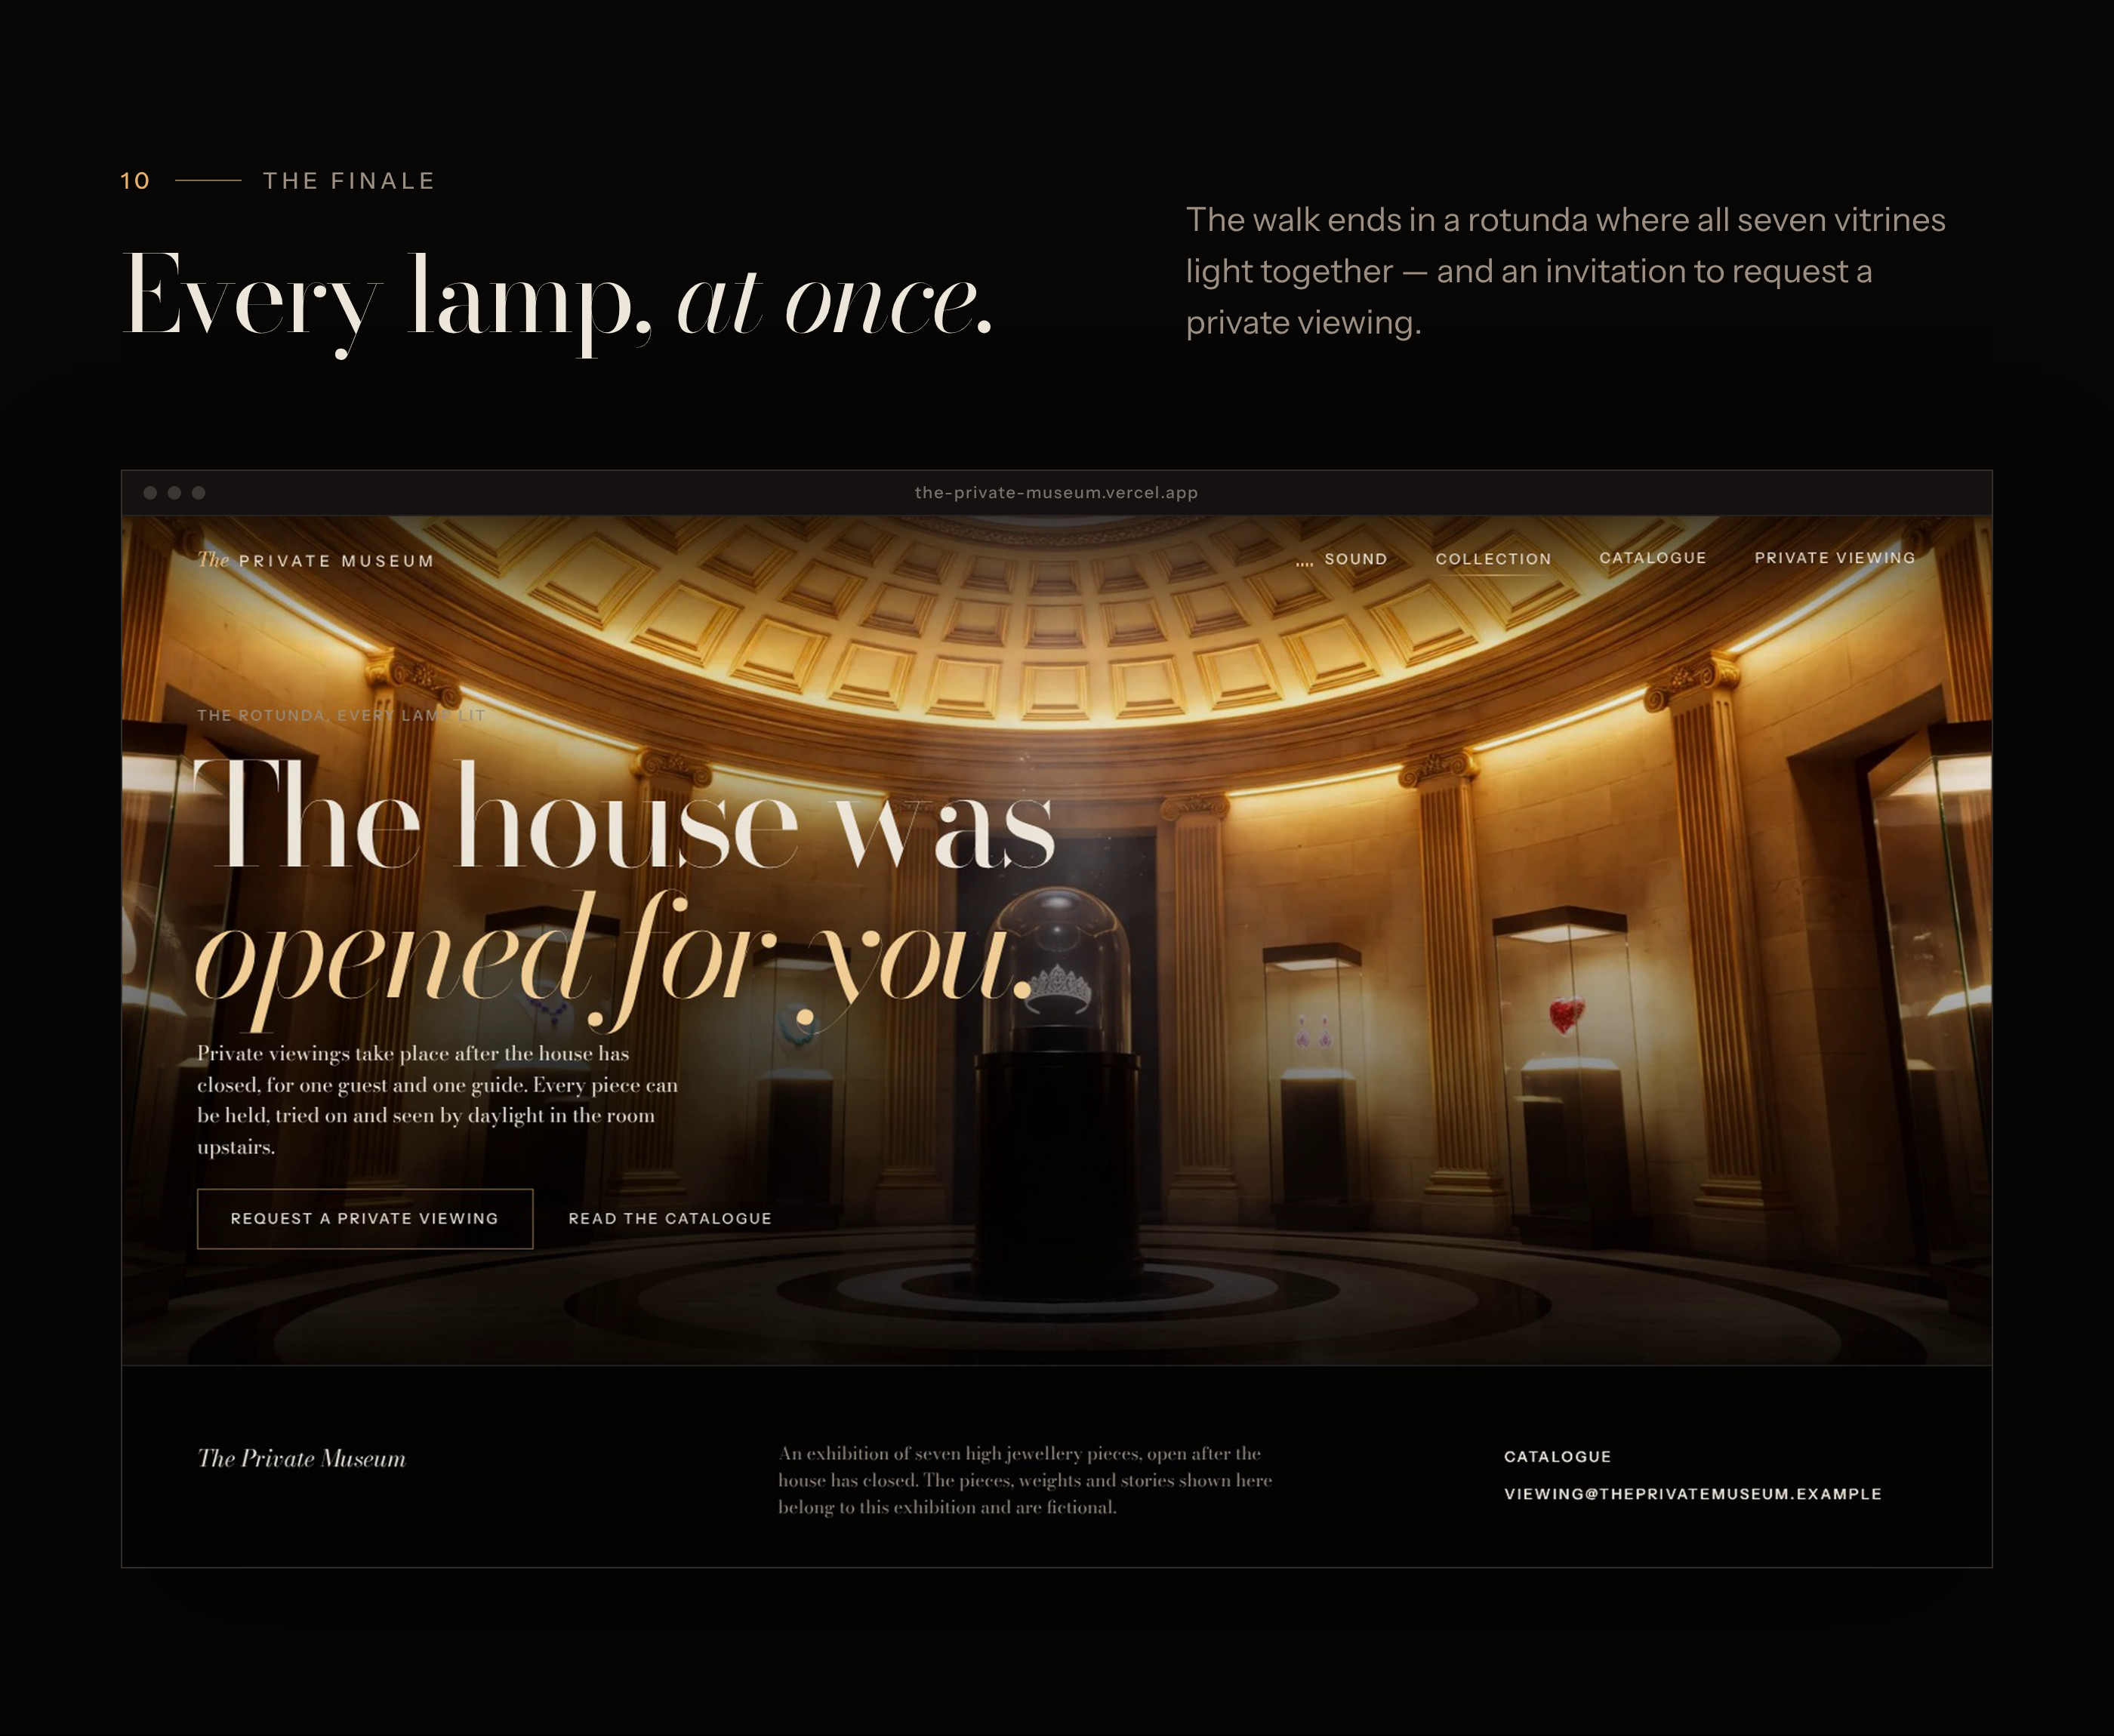 10 THE FINALE
Every lamp, at once.
The walk ends in a rotunda where all seven vitrines
light together — and an invitation to request a
private viewing.
the-private-museum.vercel.app
The PRIVATE MUSEUM
SOUND COLLECTION CATALOGUE PRIVATE VIEWING
THE ROTUNDA, EVERY LAMP LIT
The house was
opened for you.
Private viewings take place after the house has
closed, for one guest and one guide. Every piece can
be held, tried on and seen by daylight in the room
upstairs.
REQUEST A PRIVATE VIEWING READ THE CATALOGUE
The Private Museum
An exhibition of seven high jewellery pieces, open after the
house has closed. The pieces, weights and stories shown here
belong to this exhibition and are fictional.
CATALOGUE
VIEWING@THEPRIVATEMUSEUM.EXAMPLE